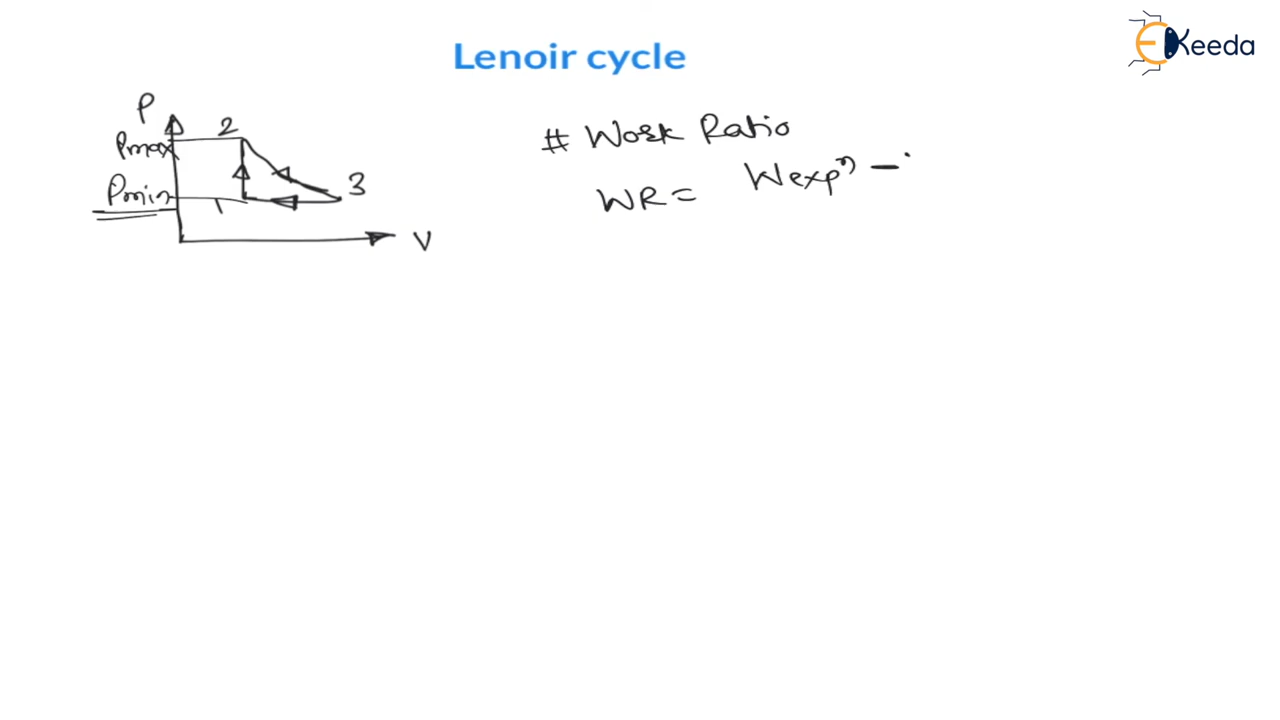 Keeda
Lenoir cycle
P
Pmax
2
Pmin
1
3
V
# Work Ratio
WR = Wexpⁿ -